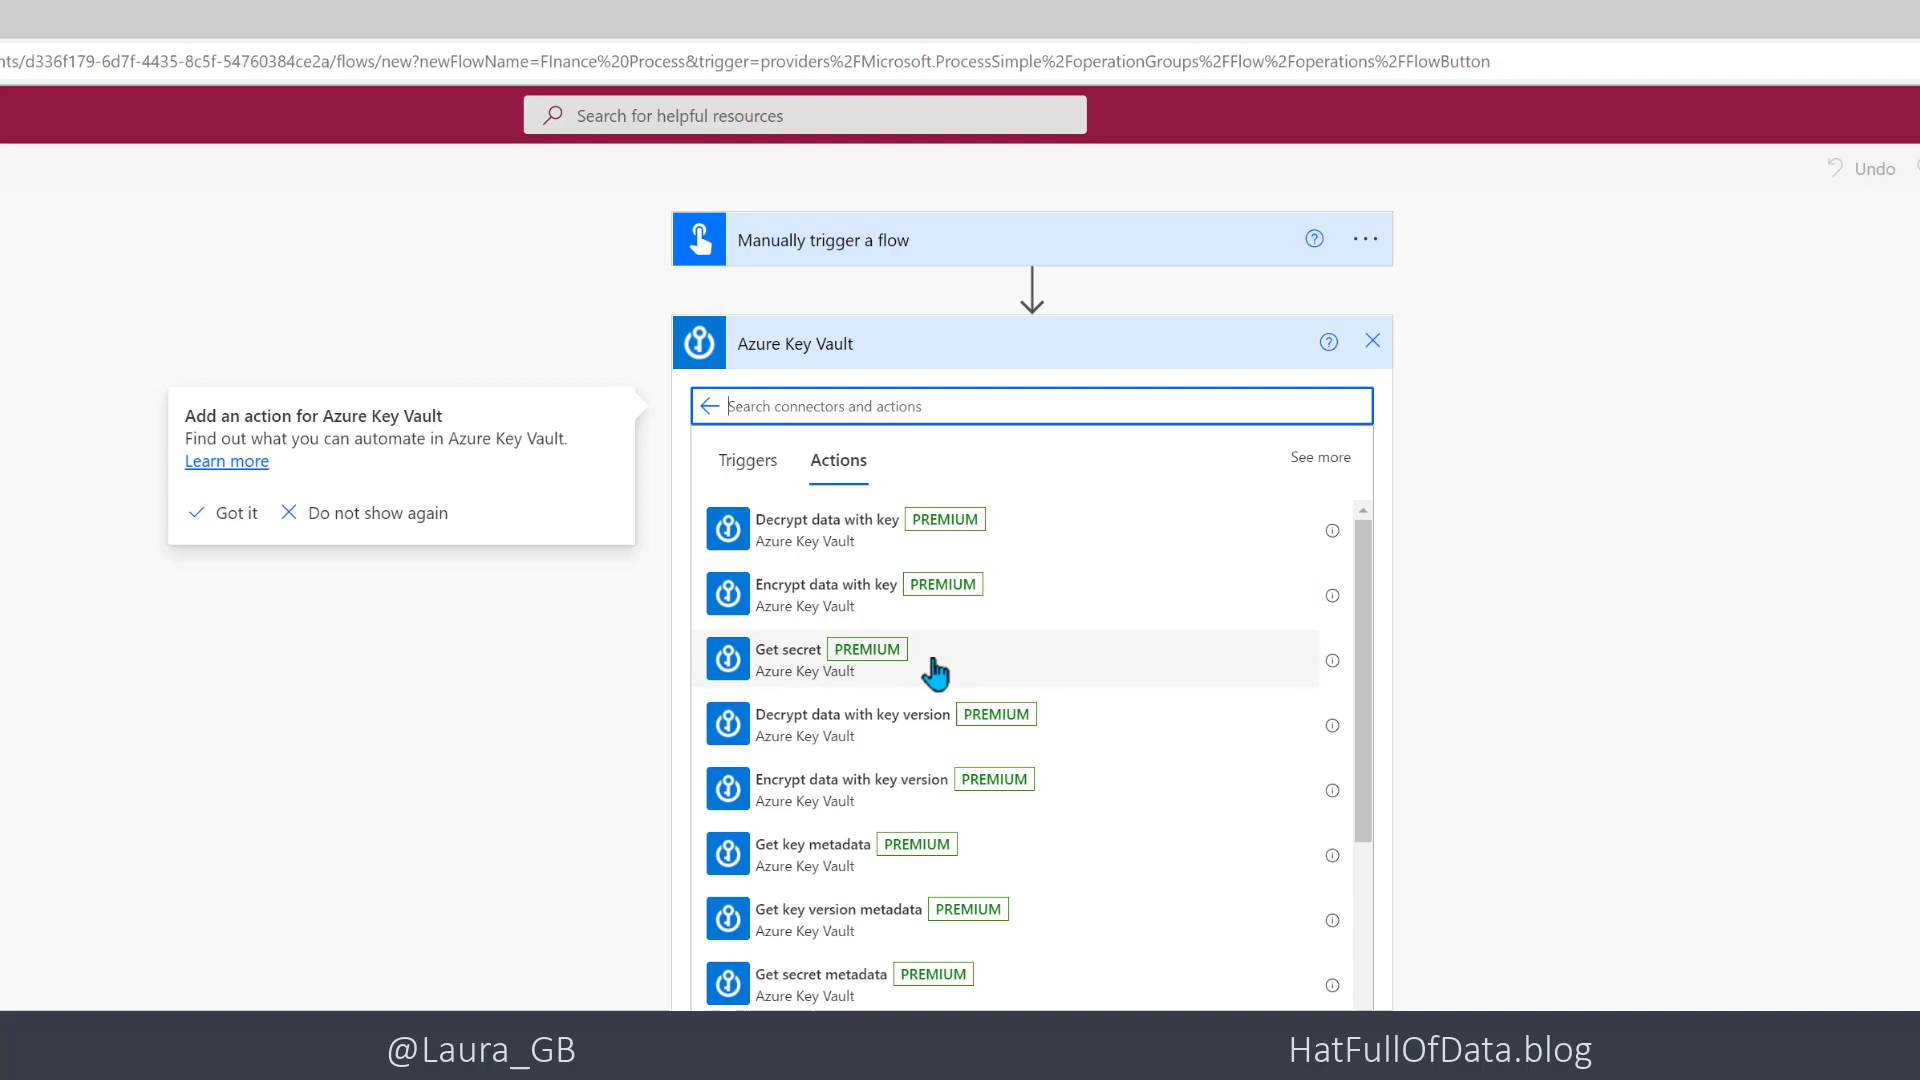 nts/d336f179-6d7f-4435-8c5f-54760384ce2a/flows/new?newFlowName=FInance%20Process&trigger=providers%2FMicrosoft.ProcessSimple%2FoperationGroups%2FFlow%2Foperations%2FFlowButton
Search for helpful resources
Undo
Manually trigger a flow
Azure Key Vault
Add an action for Azure Key Vault
Find out what you can automate in Azure Key Vault.
Learn more
Got it
Do not show again
Search connectors and actions
Triggers
Actions
See more
Decrypt data with key PREMIUM
Azure Key Vault
Encrypt data with key PREMIUM
Azure Key Vault
Get secret PREMIUM
Azure Key Vault
Decrypt data with key version PREMIUM
Azure Key Vault
Encrypt data with key version PREMIUM
Azure Key Vault
Get key metadata PREMIUM
Azure Key Vault
Get key version metadata PREMIUM
Azure Key Vault
Get secret metadata PREMIUM
Azure Key Vault
@Laura_GB
HatFullOfData.blog